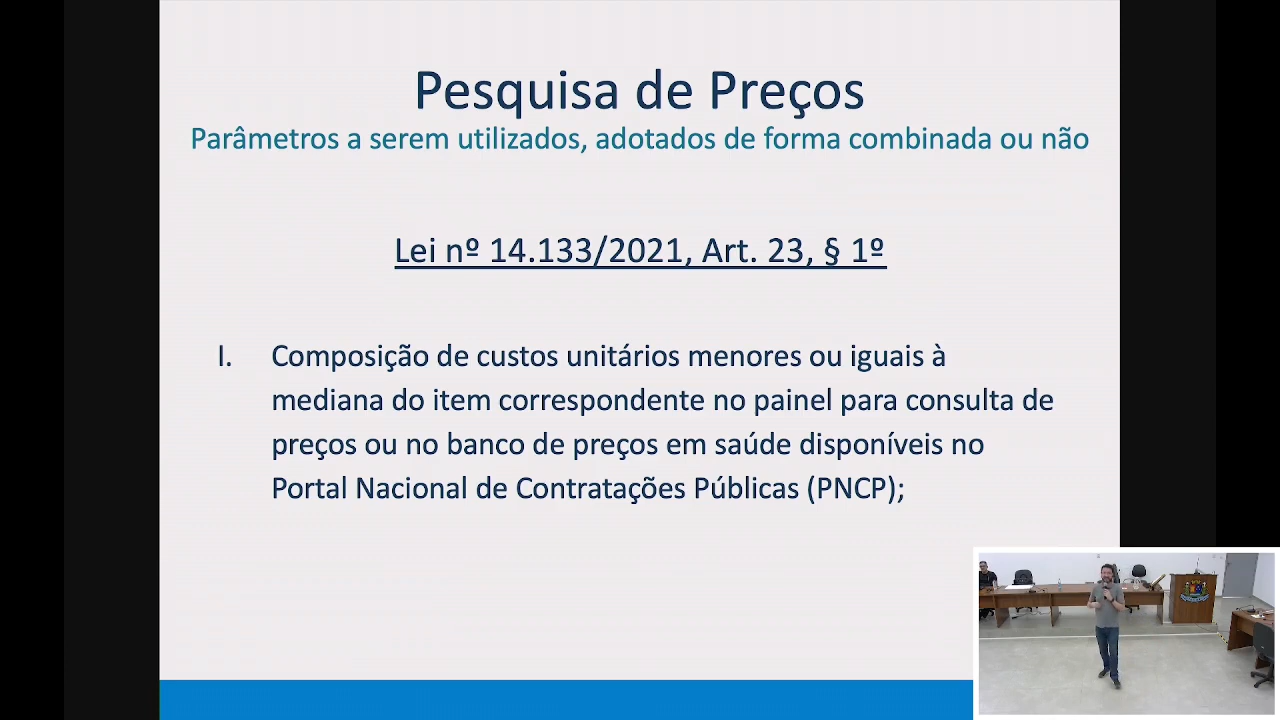 Pesquisa de Preços
Parâmetros a serem utilizados, adotados de forma combinada ou não
Lei nº 14.133/2021, Art. 23, § 1º
I. Composição de custos unitários menores ou iguais à
mediana do item correspondente no painel para consulta de
preços ou no banco de preços em saúde disponíveis no
Portal Nacional de Contratações Públicas (PNCP);